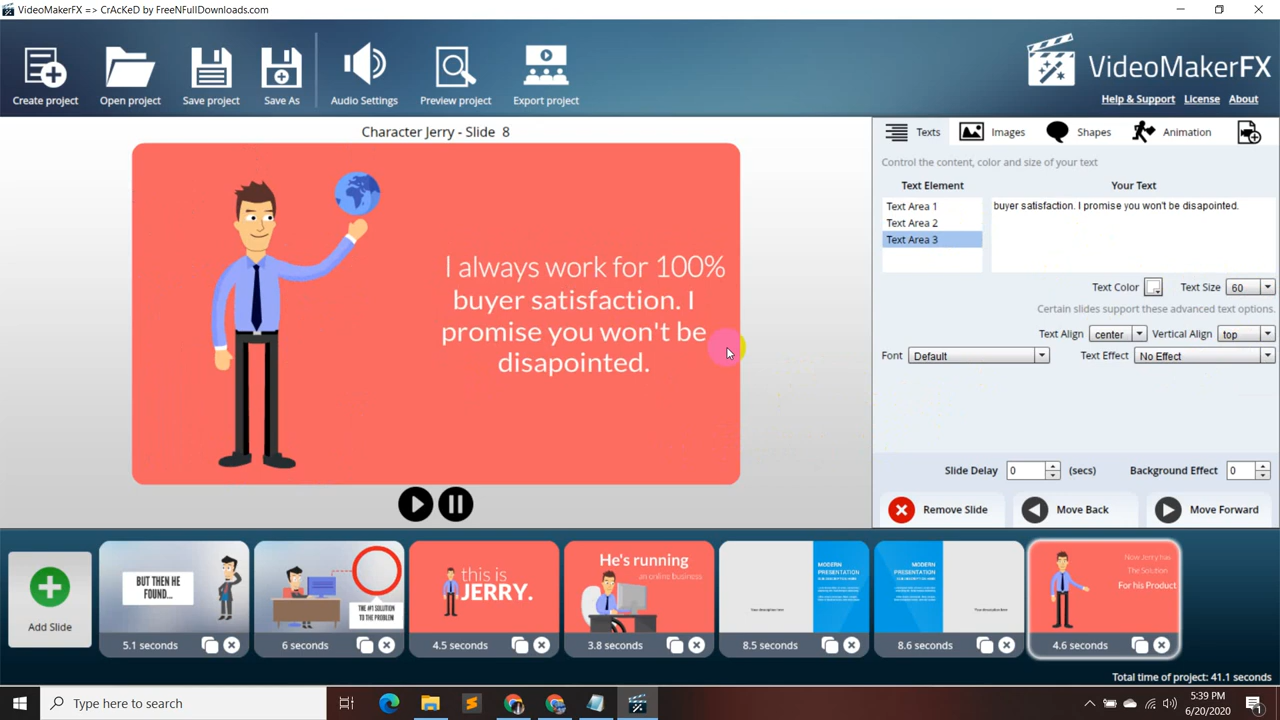 VideoMakerFX => CrAcKeD by FreeNFullDownloads.com
Create project
Open project
Save project
Save As
Audio Settings
Preview project
Export project
VideoMakerFX
Help & Support
License
About
Character Jerry - Slide 8
I always work for 100%
buyer satisfaction. I
promise you won't be
disapointed.
Texts
Images
Shapes
Animation
Control the content, color and size of your text
Text Element
Your Text
Text Area 1
Text Area 2
Text Area 3
buyer satisfaction. I promise you won't be disapointed.
Text Color
Text Size
60
Certain slides support these advanced text options.
Text Align
center
Vertical Align
top
Font
Default
Text Effect
No Effect
Slide Delay
0
(secs)
Background Effect
0
Remove Slide
Move Back
Move Forward
Add Slide
BUT THEN HE
FOUND...
5.1 seconds
THE #1 SOLUTION
TO THE PROBLEM
6 seconds
this is
JERRY.
4.5 seconds
He's running
an online business
3.8 seconds
MODERN
PRESENTATION
Your description here
8.5 seconds
MODERN
PRESENTATION
Your description here
8.6 seconds
Now Jerry has
The Solution
For his Product
4.6 seconds
Total time of project: 41.1 seconds
Type here to search
5:39 PM
6/20/2020
1